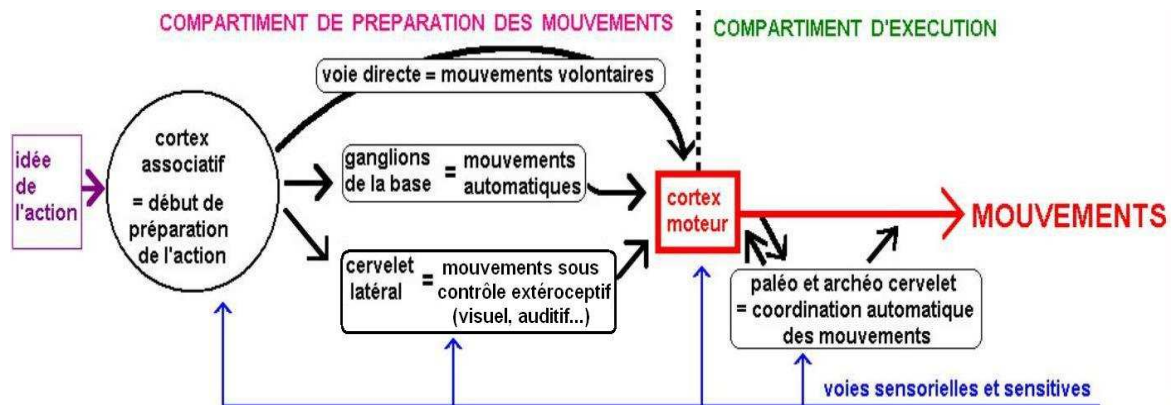 COMPARTIMENT DE PREPARATION DES MOUVEMENTS
COMPARTIMENT D'EXECUTION
voie directe = mouvements volontaires
idée
de
l'action
cortex
associatif
= début de
préparation
de l'action
ganglions
de la base
= mouvements
automatiques
cervelet
latéral
= mouvements sous
contrôle extéroceptif
(visuel, auditif...)
cortex
moteur
MOUVEMENTS
paléo et archéo cervelet
= coordination automatique
des mouvements
voies sensorielles et sensitives